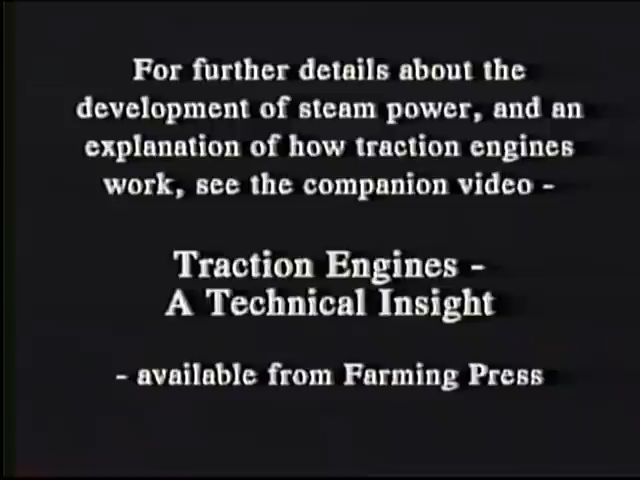 For further details about the
development of steam power, and an
explanation of how traction engines
work, see the companion video -
Traction Engines -
A Technical Insight
- available from Farming Press